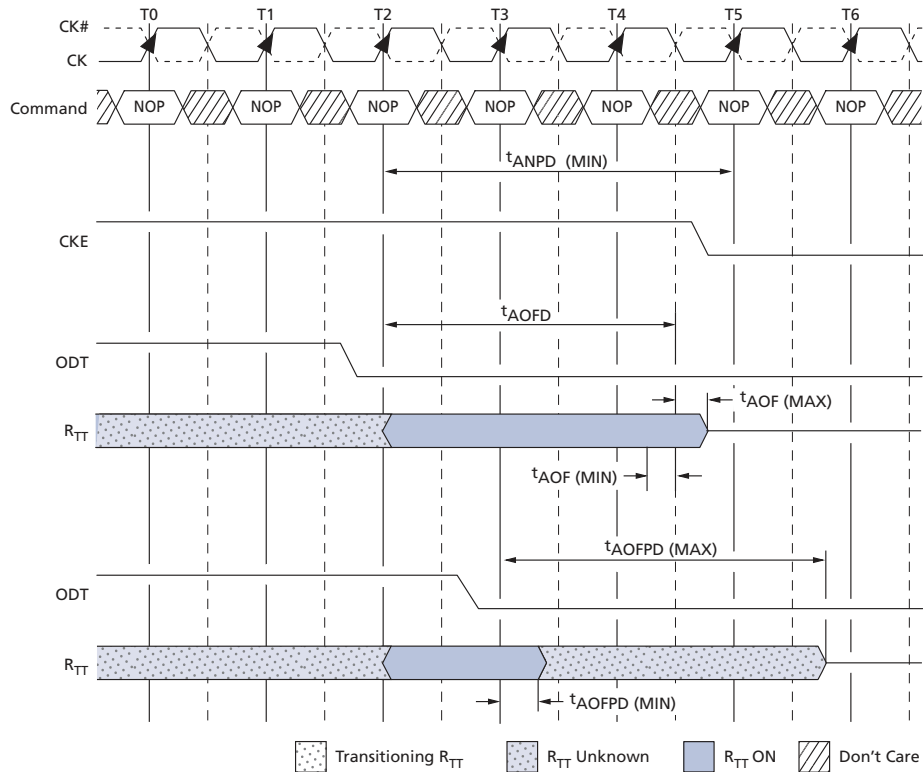 T0 T1 T2 T3 T4 T5 T6
CK#
CK
Command NOP NOP NOP NOP NOP NOP NOP
tANPD (MIN)
CKE
tAOFD
ODT
tAOF (MAX)
RTT
tAOF (MIN)
tAOFPD (MAX)
ODT
RTT
tAOFPD (MIN)
Transitioning RTT RTT Unknown RTT ON Don't Care